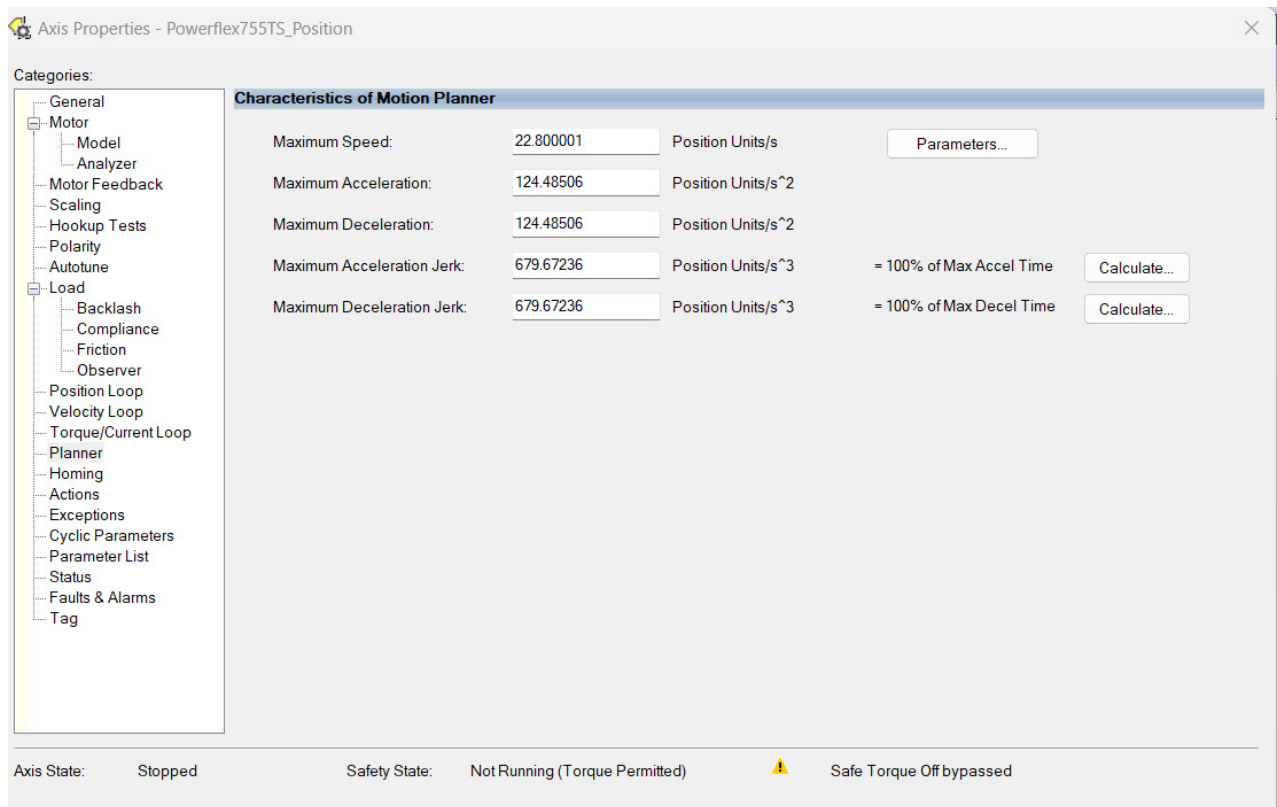 Axis Properties - Powerflex755TS_Position
Categories:
General
Motor
Model
Analyzer
Motor Feedback
Scaling
Hookup Tests
Polarity
Autotune
Load
Backlash
Compliance
Friction
Observer
Position Loop
Velocity Loop
Torque/Current Loop
Planner
Homing
Actions
Exceptions
Cyclic Parameters
Parameter List
Status
Faults & Alarms
Tag
Characteristics of Motion Planner
Maximum Speed: 22.800001 Position Units/s Parameters...
Maximum Acceleration: 124.48506 Position Units/s^2
Maximum Deceleration: 124.48506 Position Units/s^2
Maximum Acceleration Jerk: 679.67236 Position Units/s^3 = 100% of Max Accel Time Calculate...
Maximum Deceleration Jerk: 679.67236 Position Units/s^3 = 100% of Max Decel Time Calculate...
Axis State: Stopped Safety State: Not Running (Torque Permitted) Safe Torque Off bypassed